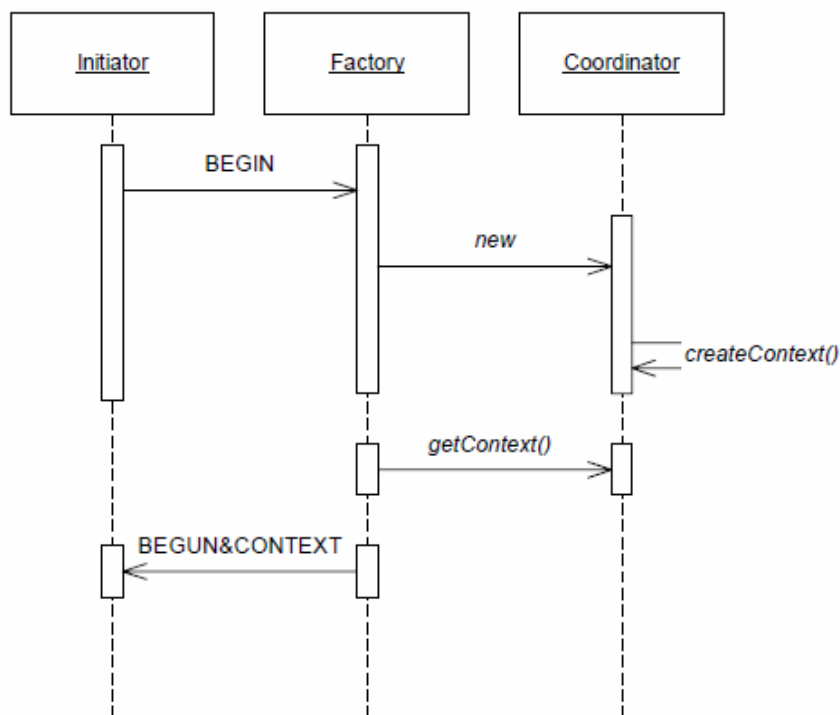 Initiator
Factory
Coordinator
BEGIN
new
createContext()
getContext()
BEGUN&CONTEXT